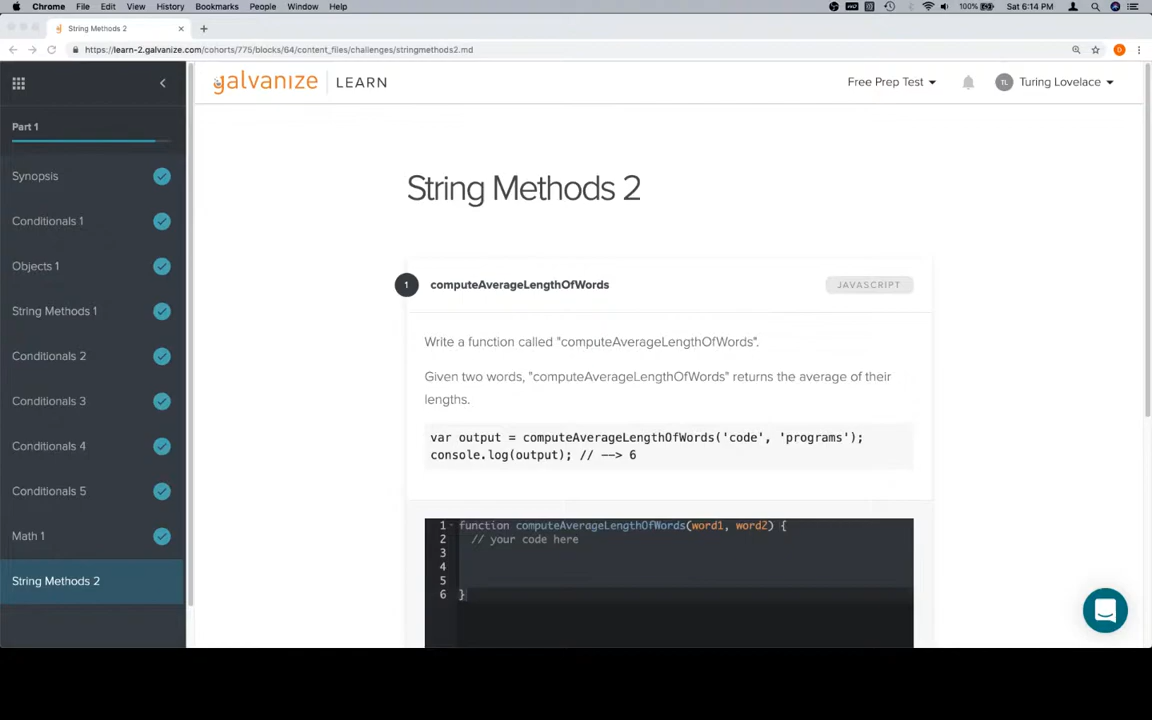 Chrome File Edit View History Bookmarks People Window Help 100% Sat 6:14 PM
String Methods 2
https://learn-2.galvanize.com/cohorts/775/blocks/64/content_files/challenges/stringmethods2.md
galvanize LEARN Free Prep Test TL Turing Lovelace
Part 1
Synopsis
Conditionals 1
Objects 1
String Methods 1
Conditionals 2
Conditionals 3
Conditionals 4
Conditionals 5
Math 1
String Methods 2
String Methods 2
1 computeAverageLengthOfWords JAVASCRIPT
Write a function called "computeAverageLengthOfWords".
Given two words, "computeAverageLengthOfWords" returns the average of their
lengths.
var output = computeAverageLengthOfWords('code', 'programs');
console.log(output); // --> 6
1 function computeAverageLengthOfWords(word1, word2) {
2 // your code here
3
4
5
6 }